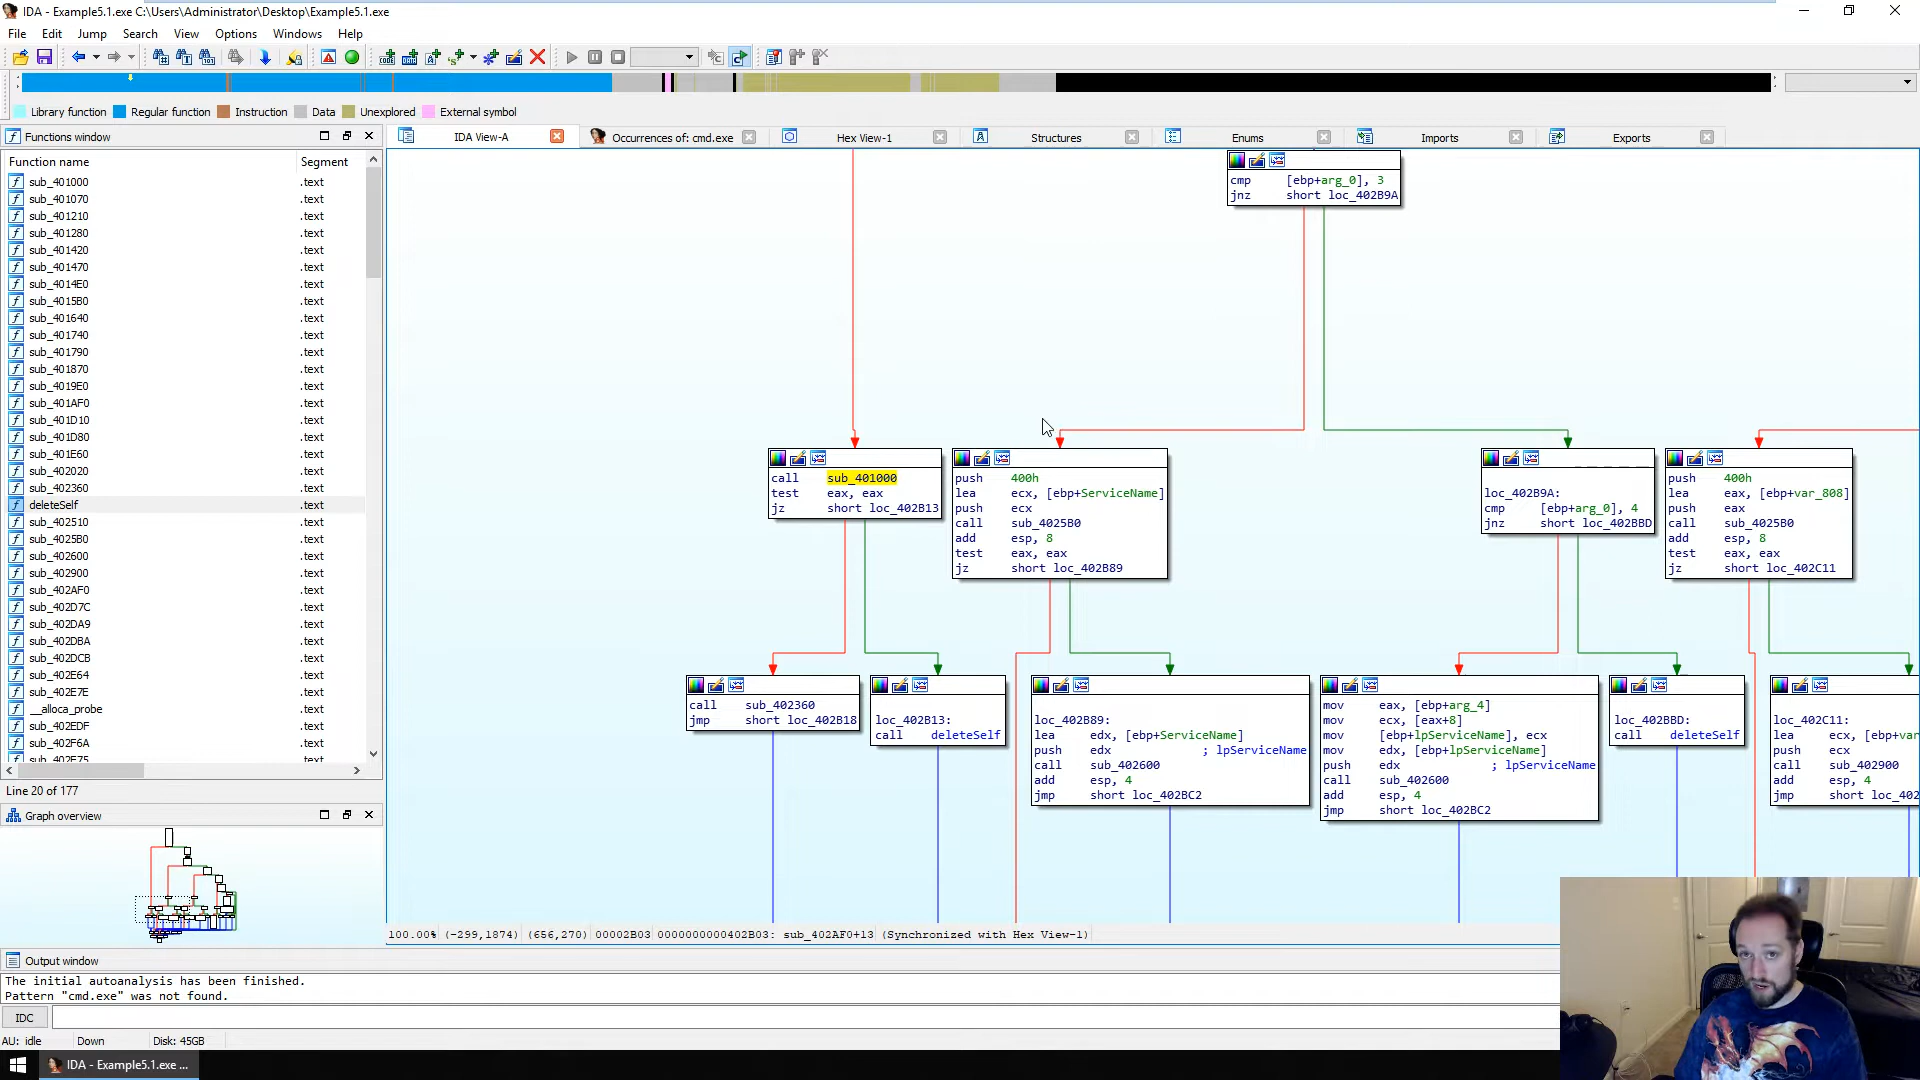 IDA - Example5.1.exe C:\Users\Administrator\Desktop\Example5.1.exe
File Edit Jump Search View Options Windows Help
Library function Regular function Instruction Data Unexplored External symbol
Functions window
IDA View-A Occurrences of: cmd.exe Hex View-1 Structures Enums Imports Exports
Function name Segment
sub_401000 .text
sub_401070 .text
sub_401210 .text
sub_401280 .text
sub_401420 .text
sub_401470 .text
sub_4014E0 .text
sub_4015B0 .text
sub_401640 .text
sub_401740 .text
sub_401790 .text
sub_401870 .text
sub_4019E0 .text
sub_401AF0 .text
sub_401D10 .text
sub_401D80 .text
sub_401E60 .text
sub_402020 .text
sub_402360 .text
deleteSelf .text
sub_402510 .text
sub_4025B0 .text
sub_402600 .text
sub_402900 .text
sub_402AF0 .text
sub_402D7C .text
sub_402DA9 .text
sub_402DBA .text
sub_402DCB .text
sub_402E64 .text
sub_402E7E .text
__alloca_probe .text
sub_402EDF .text
sub_402F6A .text
sub_402F75 .text
Line 20 of 177
Graph overview
cmp [ebp+arg_0], 3
jnz short loc_402B9A
call sub_401000
test eax, eax
jz short loc_402B13
push 400h
lea ecx, [ebp+ServiceName]
push ecx
call sub_4025B0
add esp, 8
test eax, eax
jz short loc_402B89
loc_402B9A:
cmp [ebp+arg_0], 4
jnz short loc_402BBD
push 400h
lea eax, [ebp+var_808]
push eax
call sub_4025B0
add esp, 8
test eax, eax
jz short loc_402C11
call sub_402360
jmp short loc_402B18
loc_402B13:
call deleteSelf
loc_402B89:
lea edx, [ebp+ServiceName]
push edx ; lpServiceName
call sub_402600
add esp, 4
jmp short loc_402BC2
mov eax, [ebp+arg_4]
mov ecx, [eax+8]
mov [ebp+lpServiceName], ecx
mov edx, [ebp+lpServiceName]
push edx ; lpServiceName
call sub_402600
add esp, 4
jmp short loc_402BC2
loc_402BBD:
call deleteSelf
loc_402C11:
lea ecx, [ebp+var
push ecx
call sub_402900
add esp, 4
jmp short loc_402
100.00% (-299,1874) (656,270) 00002B03 0000000000402B03: sub_402AF0+13 (Synchronized with Hex View-1)
Output window
The initial autoanalysis has been finished.
Pattern "cmd.exe" was not found.
IDC
AU: idle Down Disk: 45GB
IDA - Example5.1.exe ...